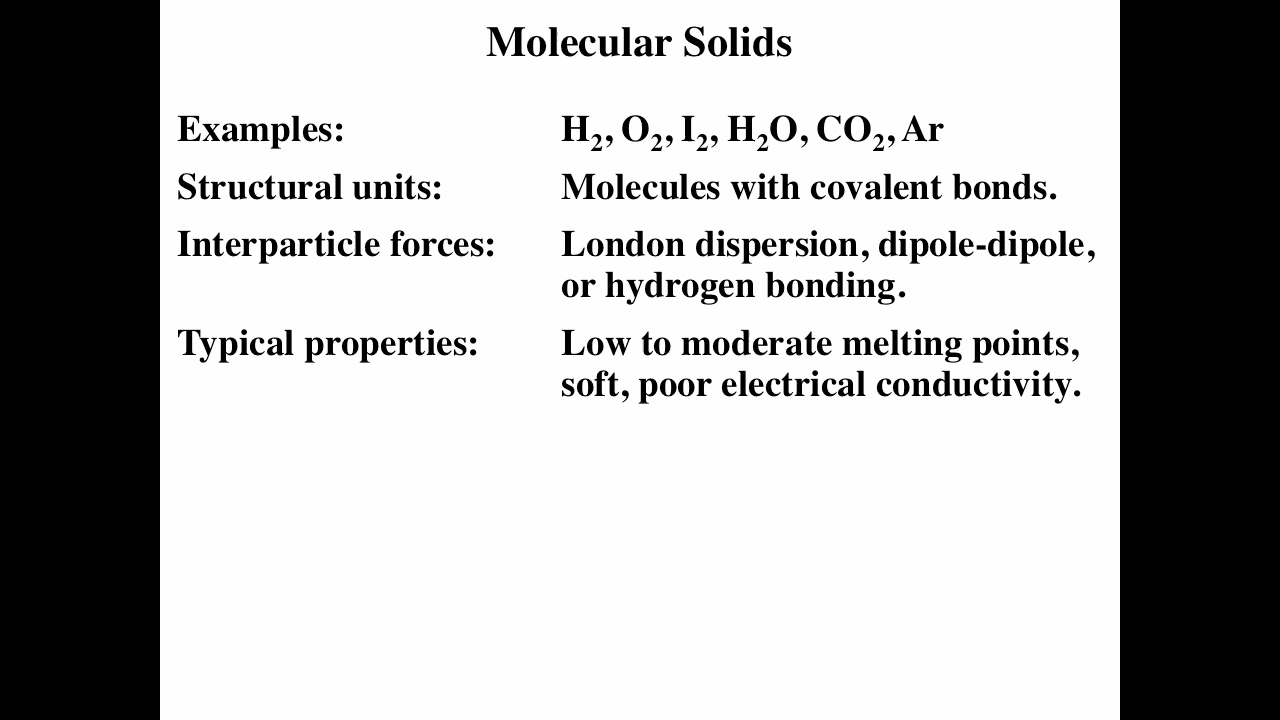 Molecular Solids
Examples: H₂, O₂, I₂, H₂O, CO₂, Ar
Structural units: Molecules with covalent bonds.
Interparticle forces: London dispersion, dipole-dipole,
or hydrogen bonding.
Typical properties: Low to moderate melting points,
soft, poor electrical conductivity.